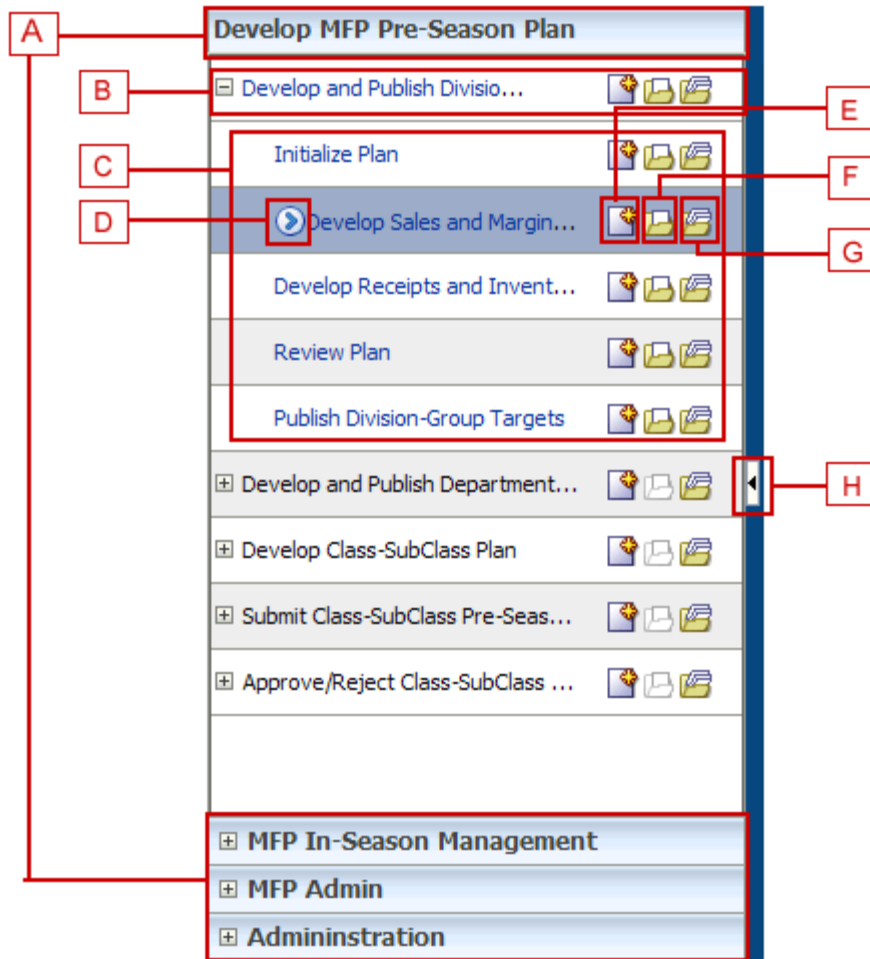 A
Develop MFP Pre-Season Plan
B
Develop and Publish Divisio...
E
C
Initialize Plan
F
D
Develop Sales and Margin...
G
Develop Receipts and Invent...
Review Plan
Publish Division-Group Targets
Develop and Publish Department...
H
Develop Class-SubClass Plan
Submit Class-SubClass Pre-Seas...
Approve/Reject Class-SubClass ...
MFP In-Season Management
MFP Admin
Admininstration